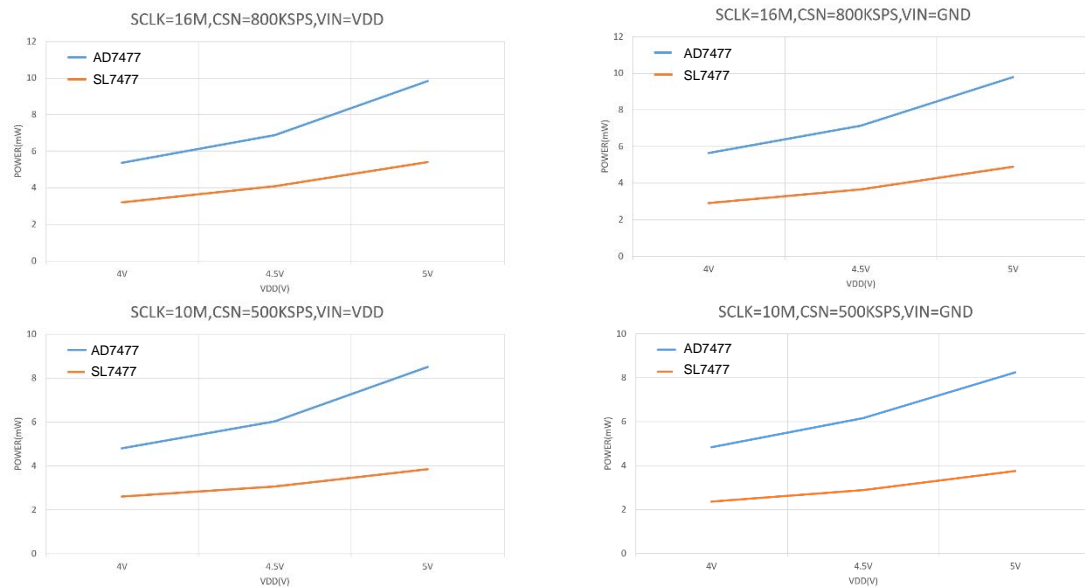 SCLK=16M,CSN=800KSPS,VIN=VDD
12
10
8
6
4
2
0
POWER(mW)
AD7477
SL7477
4V
4.5V
5V
VDD(V)
SCLK=16M,CSN=800KSPS,VIN=GND
12
10
8
6
4
2
0
POWER(mW)
AD7477
SL7477
4V
4.5V
5V
VDD(V)
SCLK=10M,CSN=500KSPS,VIN=VDD
10
8
6
4
2
0
POWER(mW)
AD7477
SL7477
4V
4.5V
5V
VDD(V)
SCLK=10M,CSN=500KSPS,VIN=GND
10
8
6
4
2
0
POWER(mW)
AD7477
SL7477
4V
4.5V
5V
VDD(V)